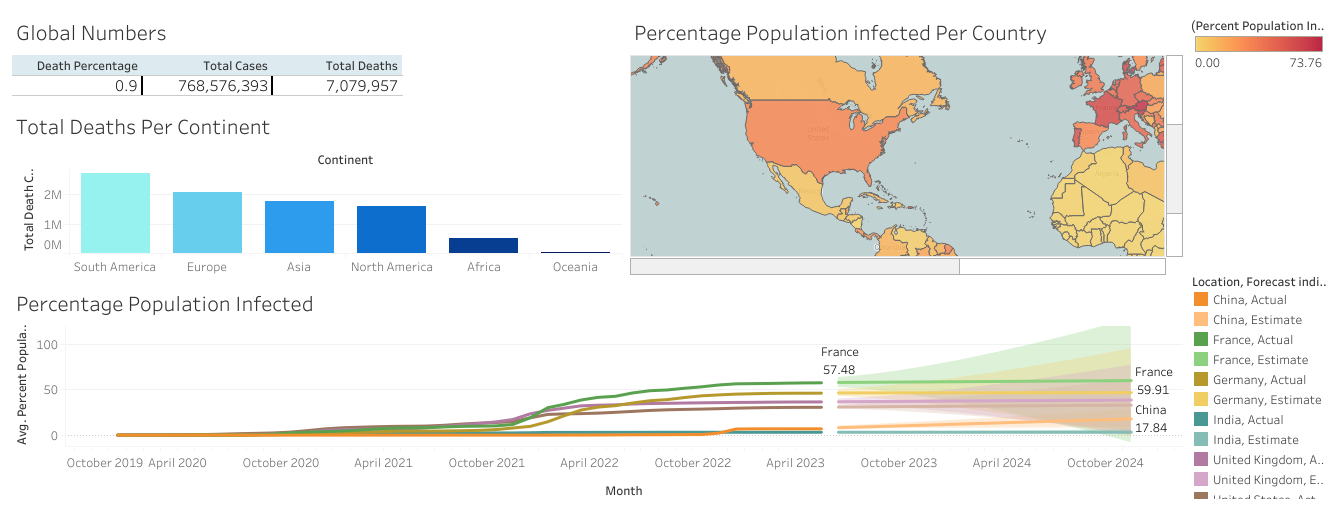 Global Numbers
Death Percentage Total Cases Total Deaths
0.9 768,576,393 7,079,957
Total Deaths Per Continent
Continent
Total Death C..
2M
1M
0M
South America Europe Asia North America Africa Oceania
Percentage Population infected Per Country
United States
Algeria
(Percent Population In..
0.00 73.76
Percentage Population Infected
Avg. Percent Popula..
100
50
0
France
57.48
France
59.91
China
17.84
October 2019 April 2020 October 2020 April 2021 October 2021 April 2022 October 2022 April 2023 October 2023 April 2024 October 2024
Month
Location, Forecast indi..
China, Actual
China, Estimate
France, Actual
France, Estimate
Germany, Actual
Germany, Estimate
India, Actual
India, Estimate
United Kingdom, A..
United Kingdom, E..
United States, Act..